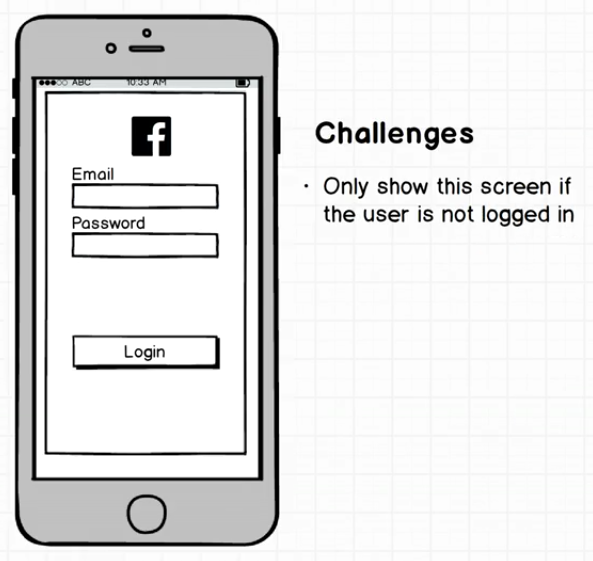 ABC 10:33 AM
f
Email
Password
Login
Challenges
· Only show this screen if
the user is not logged in